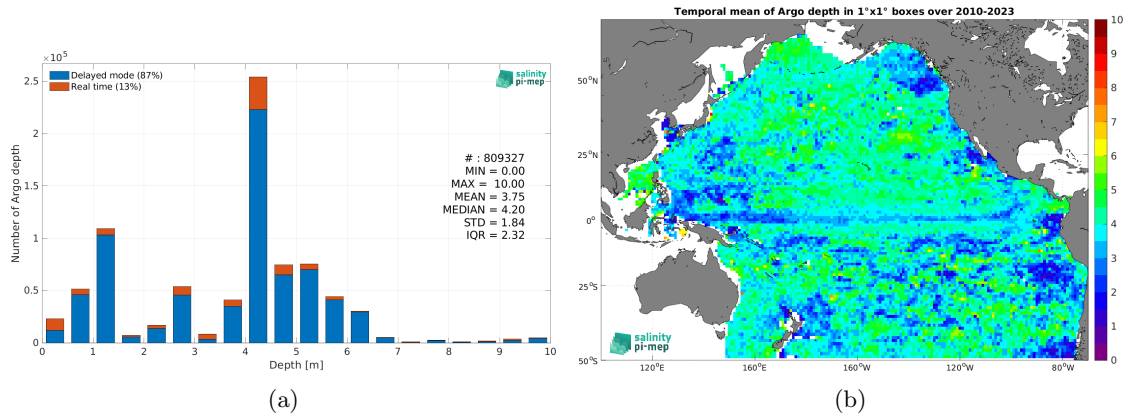 ×10⁵
Number of Argo depth
2.5
2
1.5
1
0.5
0
0 1 2 3 4 5 6 7 8 9 10
Depth [m]
Delayed mode (87%)
Real time (13%)
salinity
pi-mep
# : 809327
MIN = 0.00
MAX = 10.00
MEAN = 3.75
MEDIAN = 4.20
STD = 1.84
IQR = 2.32
(a)
Temporal mean of Argo depth in 1°x1° boxes over 2010-2023
50°N
25°N
0°
25°S
50°S
120°E 160°E 160°W 120°W 80°W
salinity
pi-mep
10
9
8
7
6
5
4
3
2
1
0
(b)